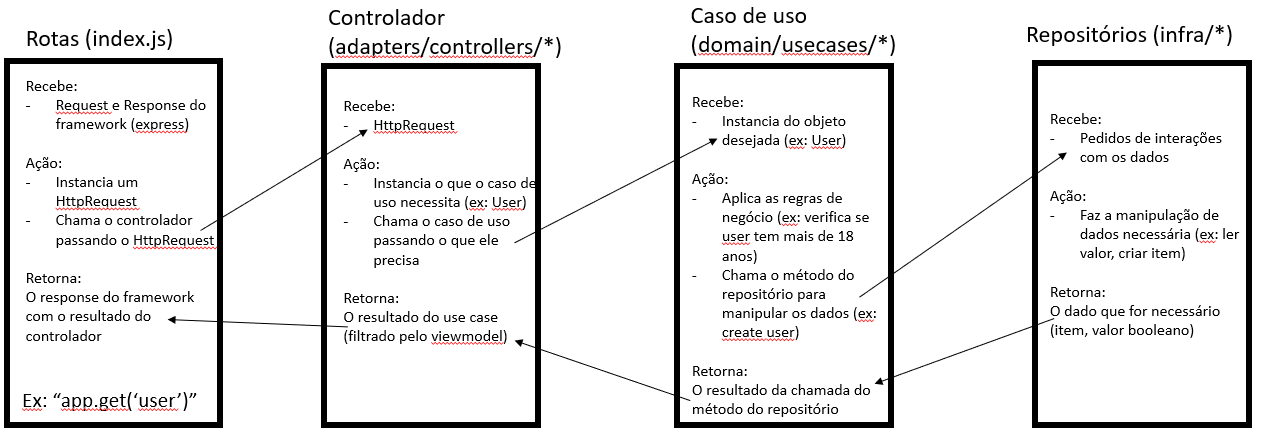 Rotas (index.js)
Recebe:
- Request e Response do
framework (express)
Ação:
- Instancia um
HttpRequest
- Chama o controlador
passando o HttpRequest
Retorna:
O response do framework
com o resultado do
controlador
Ex: “app.get(‘user’)”
Controlador
(adapters/controllers/*)
Recebe:
- HttpRequest
Ação:
- Instancia o que o caso de
uso necessita (ex: User)
- Chama o caso de uso
passando o que ele
precisa
Retorna:
O resultado do use case
(filtrado pelo viewmodel)
Caso de uso
(domain/usecases/*)
Recebe:
- Instancia do objeto
desejada (ex: User)
Ação:
- Aplica as regras de
negócio (ex: verifica se
user tem mais de 18
anos)
- Chama o método do
repositório para
manipular os dados (ex:
create user)
Retorna:
O resultado da chamada do
método do repositório
Repositórios (infra/*)
Recebe:
- Pedidos de interações
com os dados
Ação:
- Faz a manipulação de
dados necessária (ex: ler
valor, criar item)
Retorna:
O dado que for necessário
(item, valor booleano)